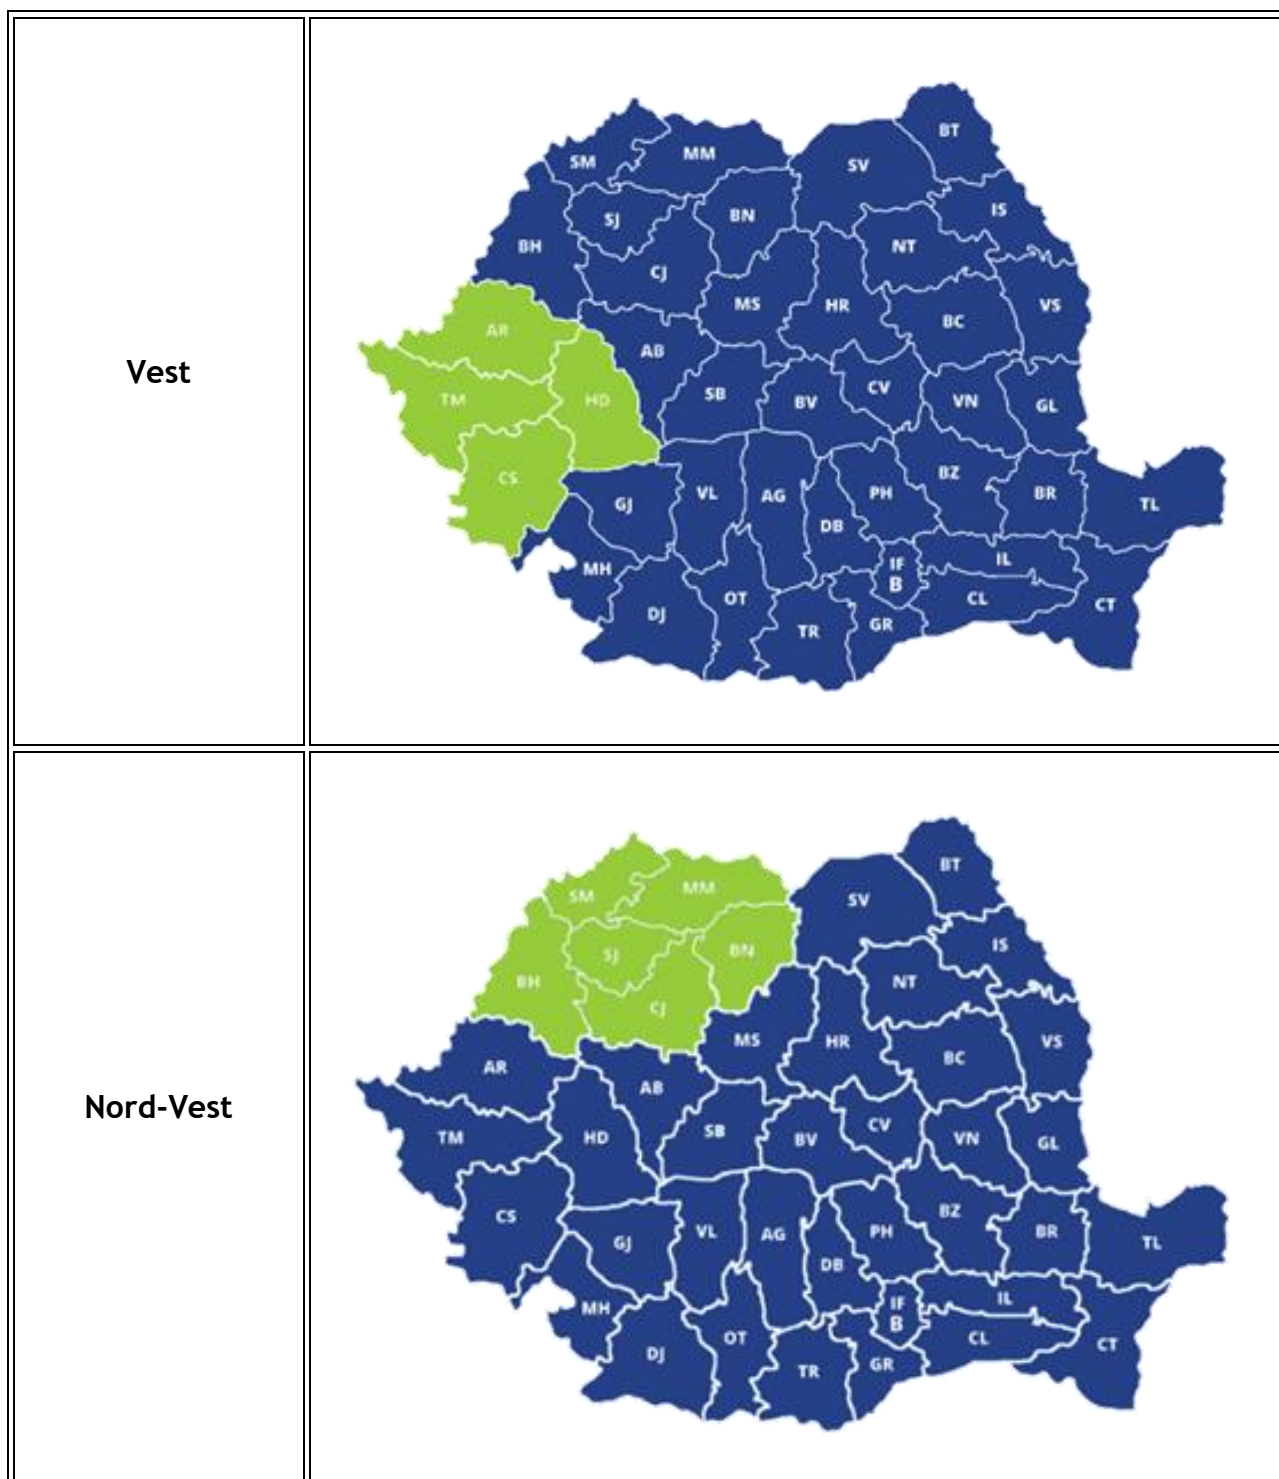 Vest
BT
SM
MM
SV
IS
SJ
BN
BH
NT
CJ
MS
HR
VS
BC
AR
AB
CV
SB
TM
HD
BV
VN
GL
BZ
CS
VL
AG
PH
BR
GJ
TL
DB
IL
MH
IF
B
OT
CL
CT
DJ
TR
GR
Nord-Vest
BT
SM
MM
SV
IS
BN
SJ
BH
NT
CJ
MS
HR
VS
BC
AR
AB
CV
SB
TM
HD
BV
VN
GL
BZ
CS
VL
AG
PH
BR
GJ
TL
DB
IL
MH
IF
B
OT
CL
CT
DJ
GR
TR